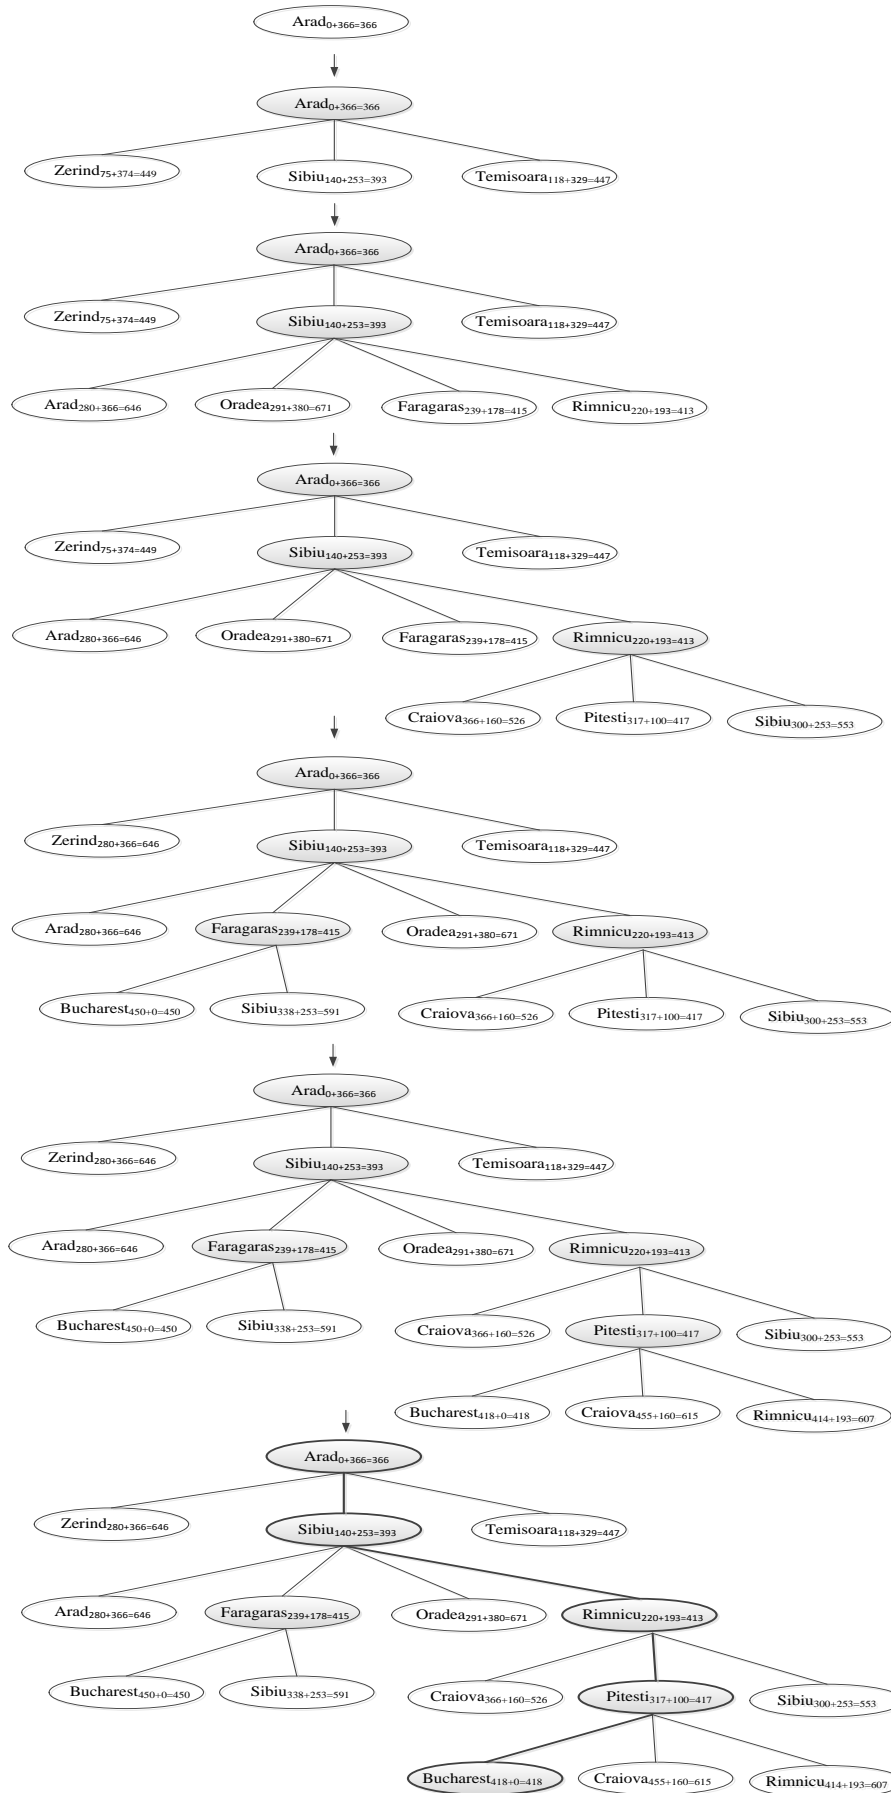 Arad0+366=366
Arad0+366=366
Zerind75+374=449 Sibiu140+253=393 Temisoara118+329=447
Arad0+366=366
Zerind75+374=449 Sibiu140+253=393 Temisoara118+329=447
Arad280+366=646 Oradea291+380=671 Faragaras239+178=415 Rimnicu220+193=413
Arad0+366=366
Zerind75+374=449 Sibiu140+253=393 Temisoara118+329=447
Arad280+366=646 Oradea291+380=671 Faragaras239+178=415 Rimnicu220+193=413
Craiova366+160=526 Pitesti317+100=417 Sibiu300+253=553
Arad0+366=366
Zerind280+366=646 Sibiu140+253=393 Temisoara118+329=447
Arad280+366=646 Faragaras239+178=415 Oradea291+380=671 Rimnicu220+193=413
Bucharest450+0=450 Sibiu338+253=591 Craiova366+160=526 Pitesti317+100=417 Sibiu300+253=553
Arad0+366=366
Zerind280+366=646 Sibiu140+253=393 Temisoara118+329=447
Arad280+366=646 Faragaras239+178=415 Oradea291+380=671 Rimnicu220+193=413
Bucharest450+0=450 Sibiu338+253=591 Craiova366+160=526 Pitesti317+100=417 Sibiu300+253=553
Bucharest418+0=418 Craiova455+160=615 Rimnicu414+193=607
Arad0+366=366
Zerind280+366=646 Sibiu140+253=393 Temisoara118+329=447
Arad280+366=646 Faragaras239+178=415 Oradea291+380=671 Rimnicu220+193=413
Bucharest450+0=450 Sibiu338+253=591 Craiova366+160=526 Pitesti317+100=417 Sibiu300+253=553
Bucharest418+0=418 Craiova455+160=615 Rimnicu414+193=607